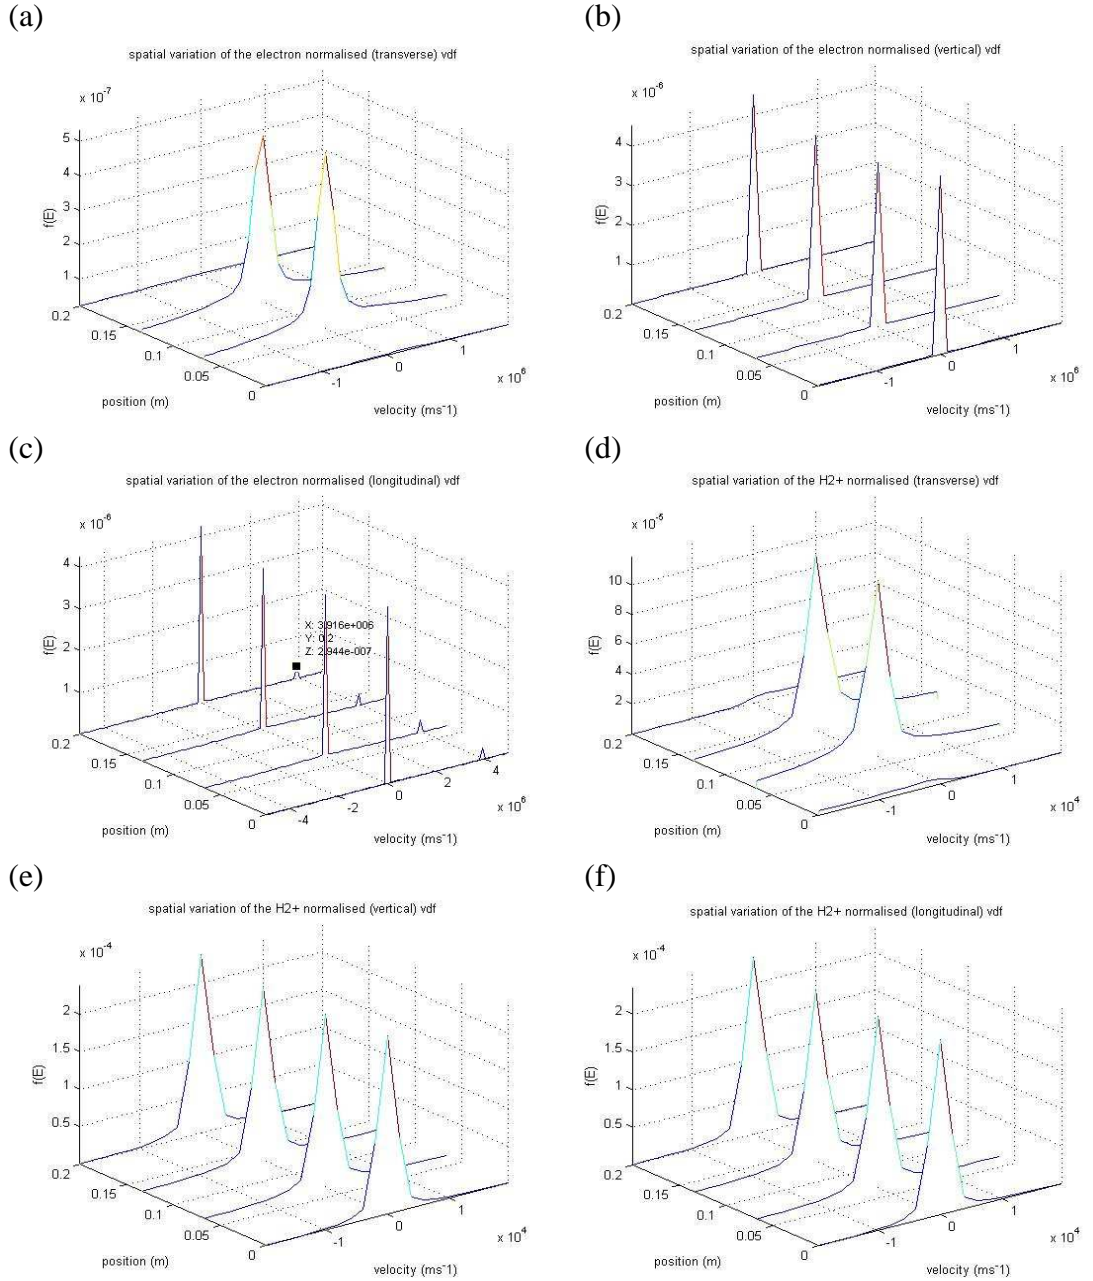 (a)
spatial variation of the electron normalised (transverse) vdf
x 10^-7
5
4
3
2
1
f(E)
0.2
0.15
0.1
0.05
0
position (m)
-1
0
1
x 10^6
velocity (ms^-1)
(b)
spatial variation of the electron normalised (vertical) vdf
x 10^-6
4
3
2
1
f(E)
0.2
0.15
0.1
0.05
0
position (m)
-1
0
1
x 10^6
velocity (ms^-1)
(c)
spatial variation of the electron normalised (longitudinal) vdf
x 10^-6
4
3
2
1
f(E)
X: 3.916e+006
Y: 0.2
Z: 2.944e-007
0.2
0.15
0.1
0.05
0
position (m)
-4
-2
0
2
4
x 10^6
velocity (ms^-1)
(d)
spatial variation of the H2+ normalised (transverse) vdf
x 10^-5
10
8
6
4
2
f(E)
0.2
0.15
0.1
0.05
0
position (m)
-1
0
1
x 10^4
velocity (ms^-1)
(e)
spatial variation of the H2+ normalised (vertical) vdf
x 10^-4
2
1.5
1
0.5
f(E)
0.2
0.15
0.1
0.05
0
position (m)
-1
0
1
x 10^4
velocity (ms^-1)
(f)
spatial variation of the H2+ normalised (longitudinal) vdf
x 10^-4
2
1.5
1
0.5
f(E)
0.2
0.15
0.1
0.05
0
position (m)
-1
0
1
x 10^4
velocity (ms^-1)